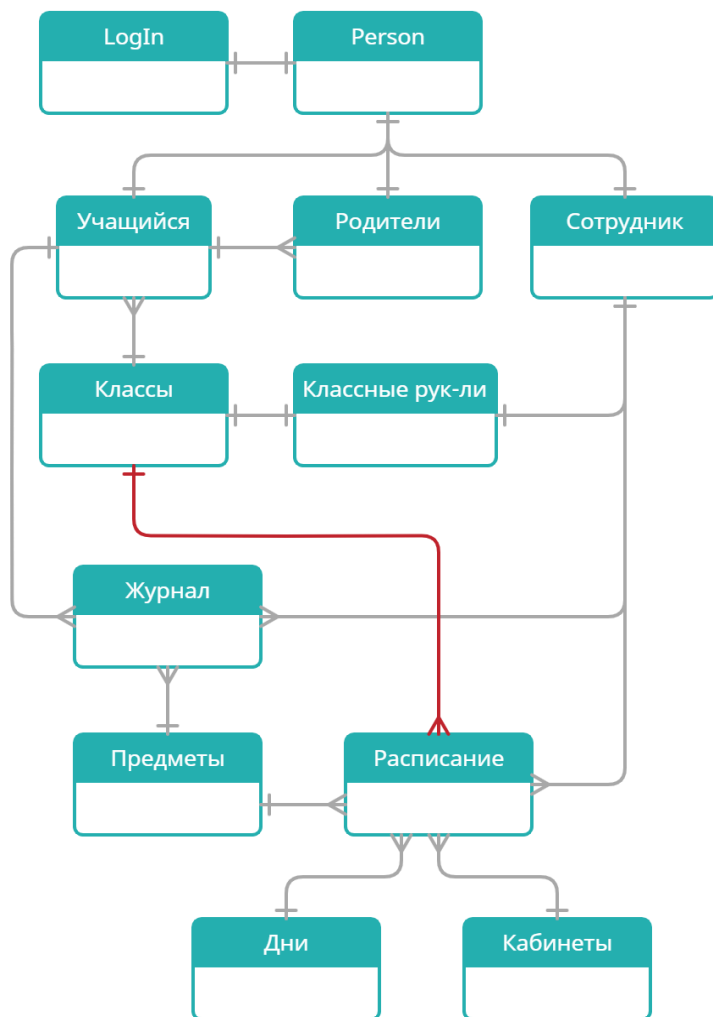 LogIn
Person
Учащийся
Родители
Сотрудник
Классы
Классные рук-ли
Журнал
Предметы
Расписание
Дни
Кабинеты